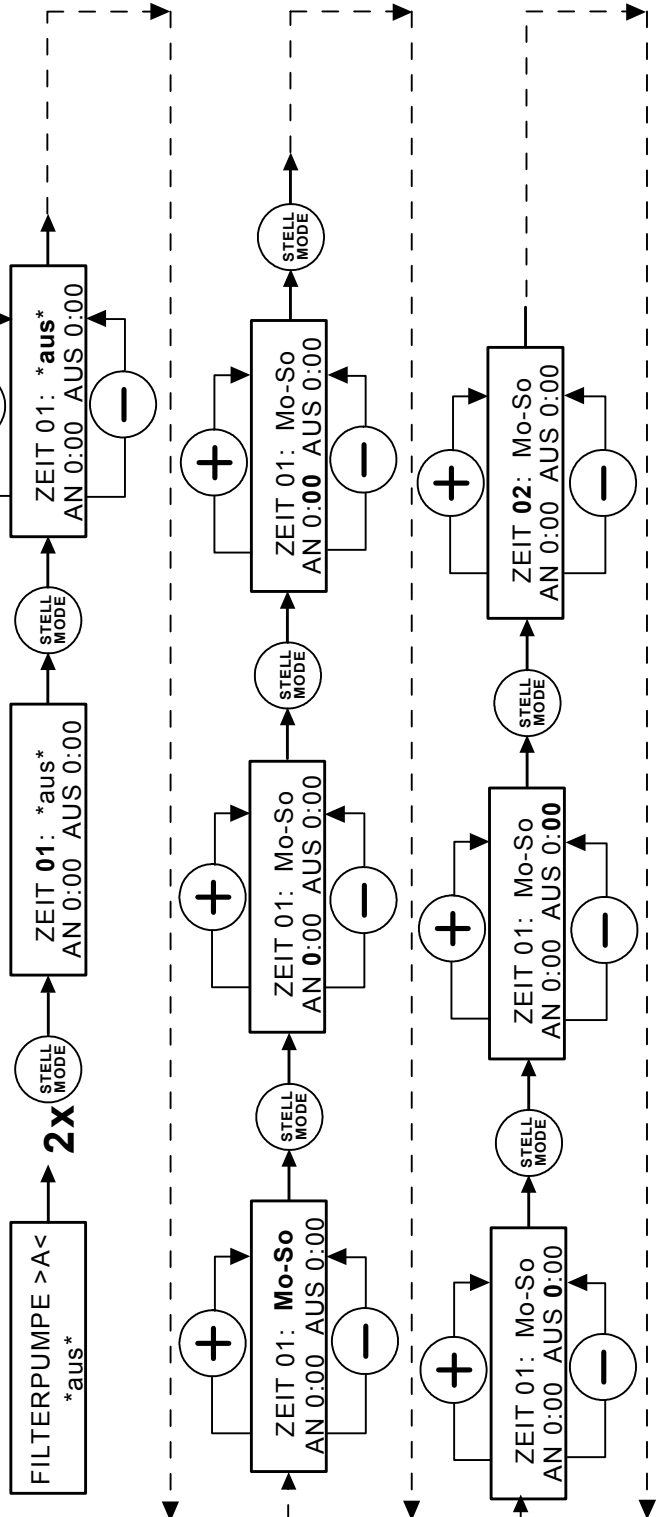 FILTERPUMPE >A<
*aus*
2x
STELL
MODE
ZEIT 01: *aus*
AN 0:00 AUS 0:00
STELL
MODE
ZEIT 01: *aus*
AN 0:00 AUS 0:00
−
+
ZEIT 01: Mo-So
AN 0:00 AUS 0:00
−
STELL
MODE
+
ZEIT 01: Mo-So
AN 0:00 AUS 0:00
−
STELL
MODE
+
ZEIT 01: Mo-So
AN 0:00 AUS 0:00
−
STELL
MODE
+
ZEIT 01: Mo-So
AN 0:00 AUS 0:00
−
STELL
MODE
+
ZEIT 01: Mo-So
AN 0:00 AUS 0:00
−
STELL
MODE
+
ZEIT 02: Mo-So
AN 0:00 AUS 0:00
−